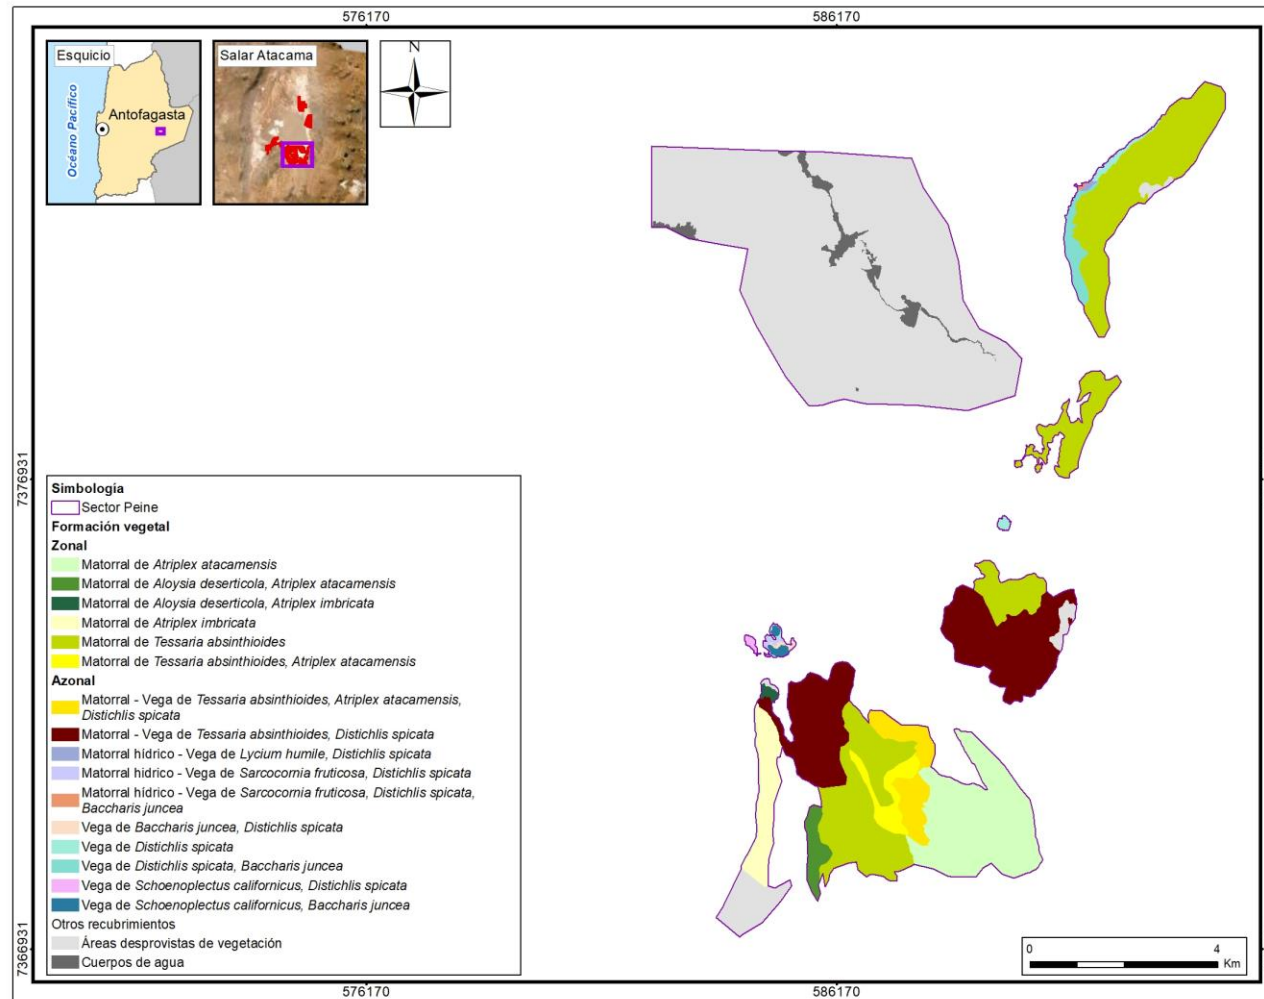 576170
586170
Esquicio
Océano Pacífico
Antofagasta
Salar Atacama
N
7376931
7366931
Simbología
Sector Peine
Formación vegetal
Zonal
Matorral de Atriplex atacamensis
Matorral de Aloysia deserticola, Atriplex atacamensis
Matorral de Aloysia deserticola, Atriplex imbricata
Matorral de Atriplex imbricata
Matorral de Tessaria absinthioides
Matorral de Tessaria absinthioides, Atriplex atacamensis
Azonal
Matorral - Vega de Tessaria absinthioides, Atriplex atacamensis,
Distichlis spicata
Matorral - Vega de Tessaria absinthioides, Distichlis spicata
Matorral hídrico - Vega de Lycium humile, Distichlis spicata
Matorral hídrico - Vega de Sarcocornia fruticosa, Distichlis spicata
Matorral hídrico - Vega de Sarcocornia fruticosa, Distichlis spicata,
Baccharis juncea
Vega de Baccharis juncea, Distichlis spicata
Vega de Distichlis spicata
Vega de Distichlis spicata, Baccharis juncea
Vega de Schoenoplectus californicus, Distichlis spicata
Vega de Schoenoplectus californicus, Baccharis juncea
Otros recubrimientos
Áreas desprovistas de vegetación
Cuerpos de agua
0 4
Km
576170
586170